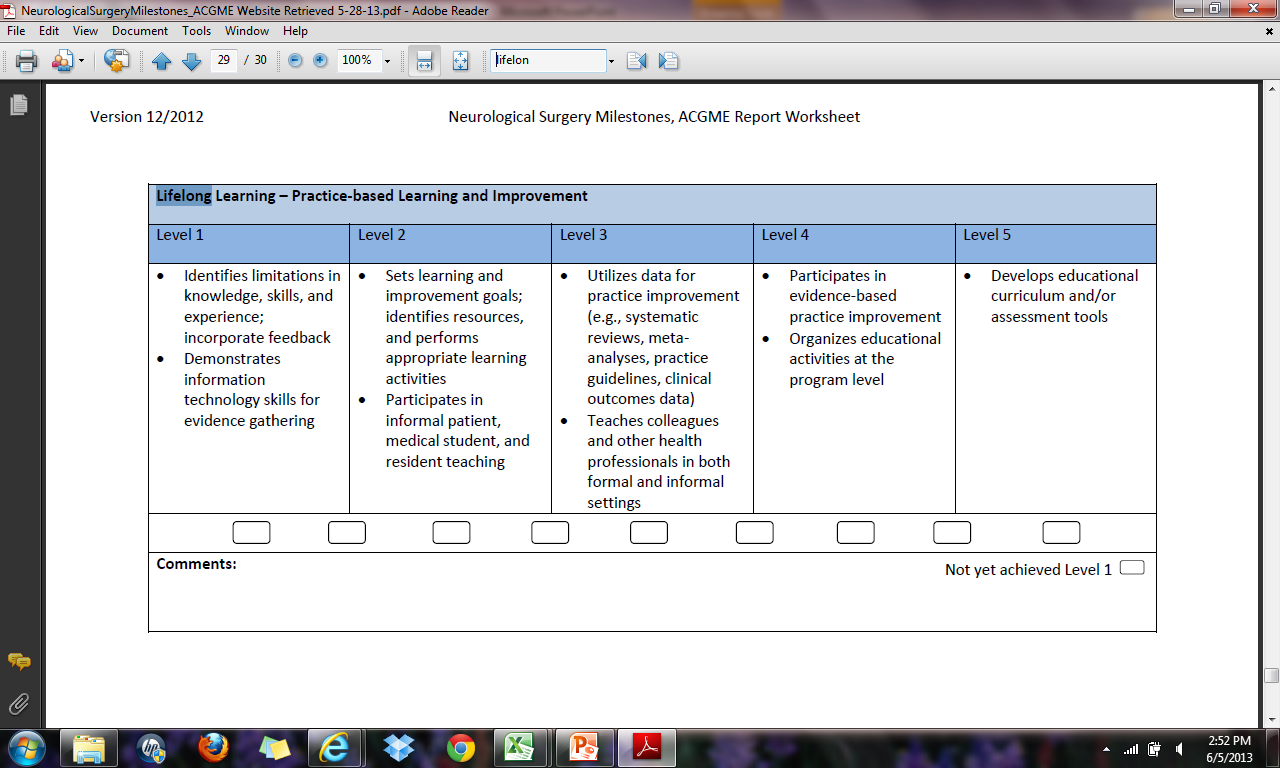 NeurologicalSurgeryMilestones_ACGME Website Retrieved 5-28-13.pdf - Adobe Reader
File Edit View Document Tools Window Help
29 / 30 100% lifelon
Version 12/2012 Neurological Surgery Milestones, ACGME Report Worksheet
Lifelong Learning – Practice-based Learning and Improvement
Level 1 Level 2 Level 3 Level 4 Level 5
• Identifies limitations in
knowledge, skills, and
experience;
incorporate feedback
• Demonstrates
information
technology skills for
evidence gathering
• Sets learning and
improvement goals;
identifies resources,
and performs
appropriate learning
activities
• Participates in
informal patient,
medical student, and
resident teaching
• Utilizes data for
practice improvement
(e.g., systematic
reviews, meta-
analyses, practice
guidelines, clinical
outcomes data)
• Teaches colleagues
and other health
professionals in both
formal and informal
settings
• Participates in
evidence-based
practice improvement
• Organizes educational
activities at the
program level
• Develops educational
curriculum and/or
assessment tools
Comments:
Not yet achieved Level 1
2:52 PM
6/5/2013